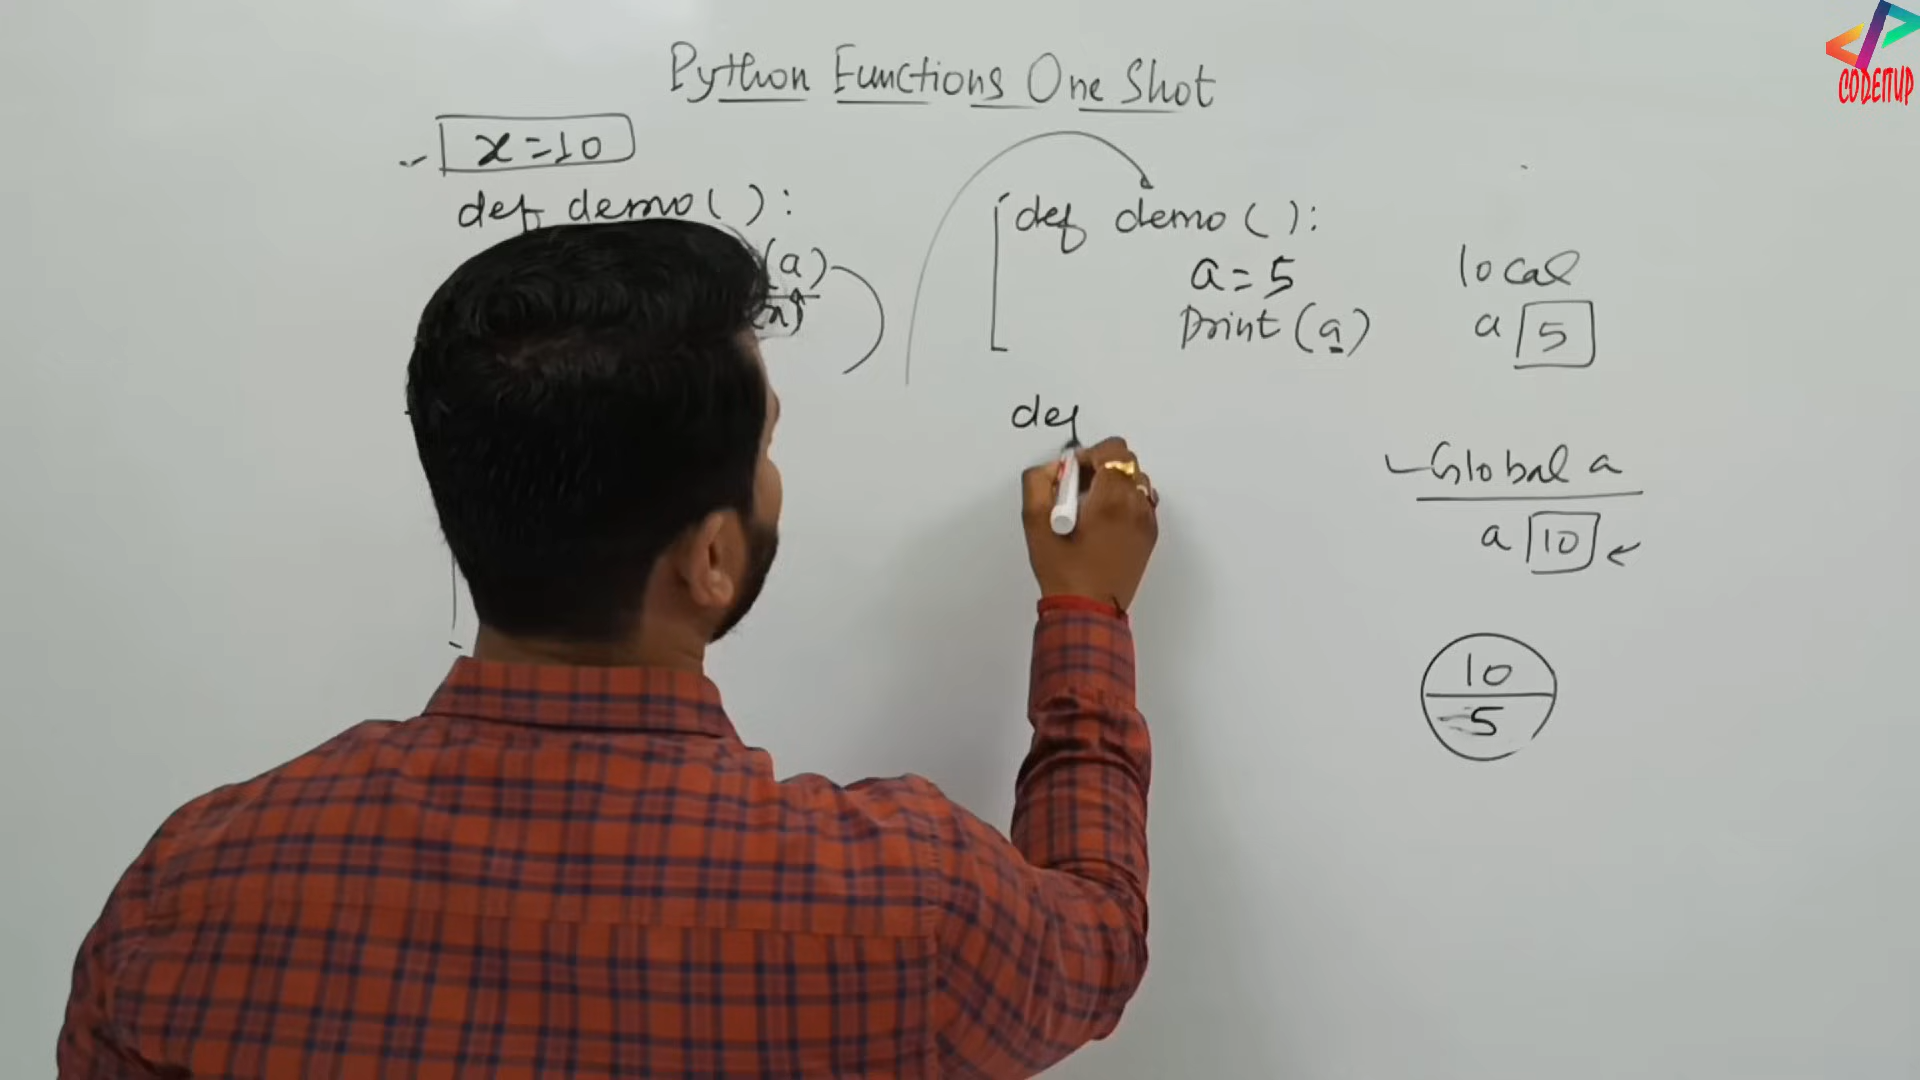 Python Functions One Shot
CODEITUP
x=10
def demo():
(a)
(x)
def demo():
a=5
Print(a)
local
a 5
def
Global a
a 10
10
5